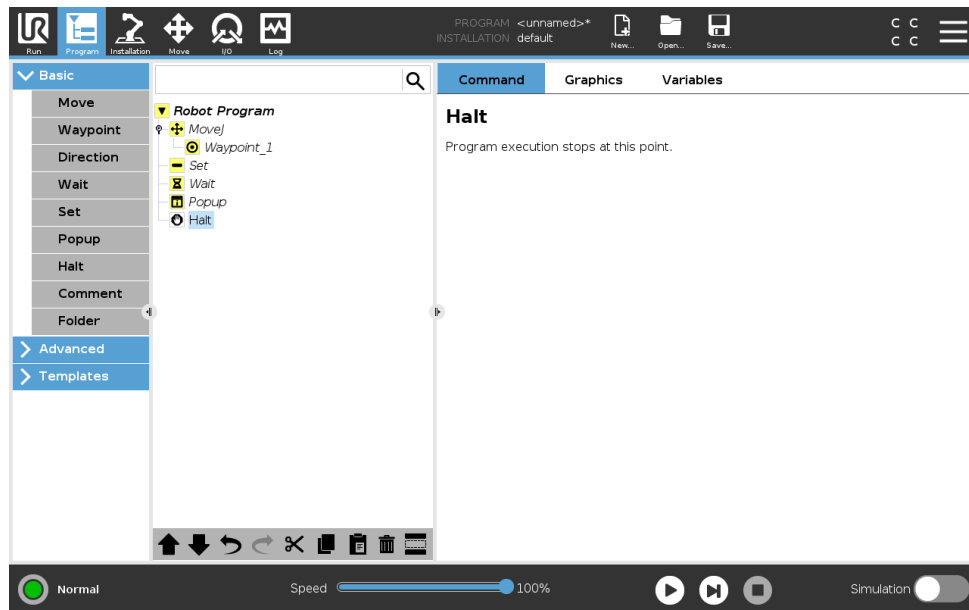 PROGRAM <unnamed>*
INSTALLATION default
Run
Program
Installation
Move
I/O
Log
New...
Open...
Save...
C C
C C
Basic
Move
Waypoint
Direction
Wait
Set
Popup
Halt
Comment
Folder
Advanced
Templates
Robot Program
MoveJ
Waypoint_1
Set
Wait
Popup
Halt
Command Graphics Variables
Halt
Program execution stops at this point.
Normal
Speed
100%
Simulation